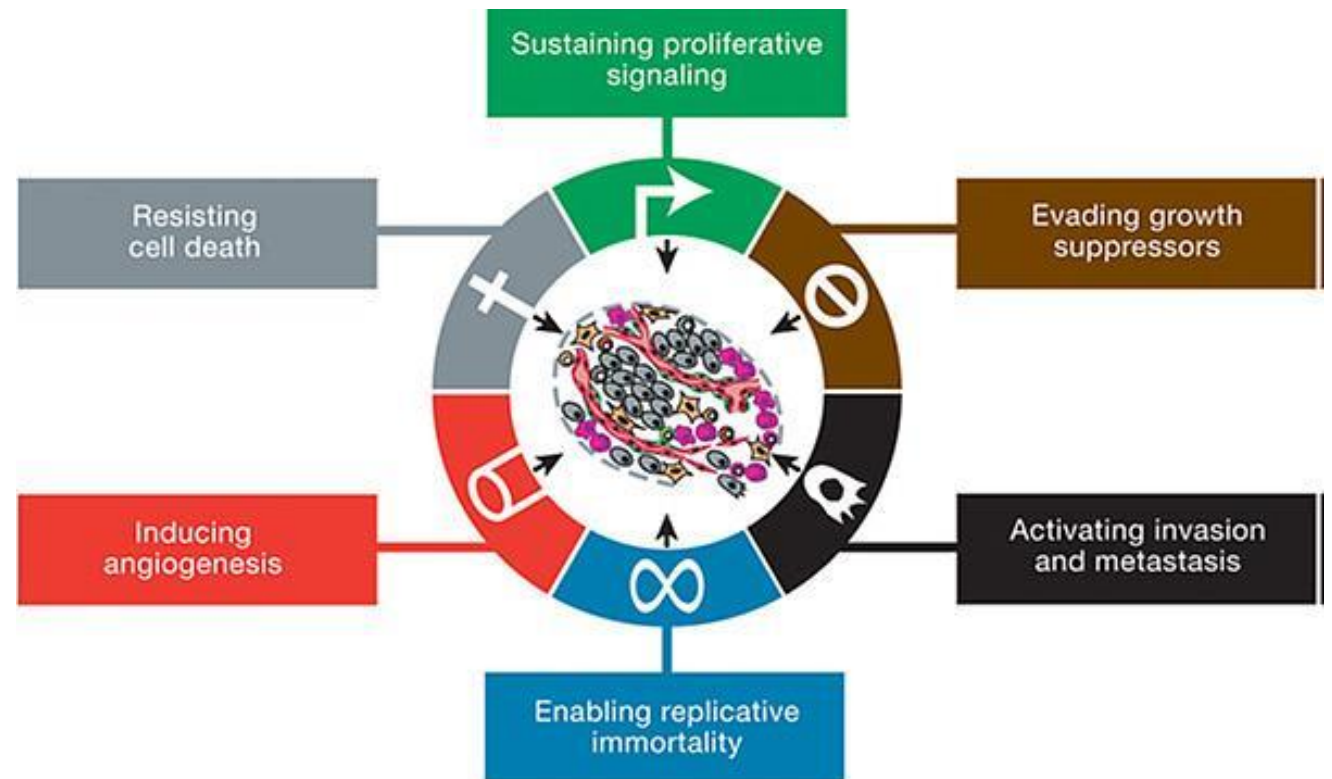 Sustaining proliferative
signaling
Resisting
cell death
Evading growth
suppressors
Inducing
angiogenesis
Activating invasion
and metastasis
Enabling replicative
immortality